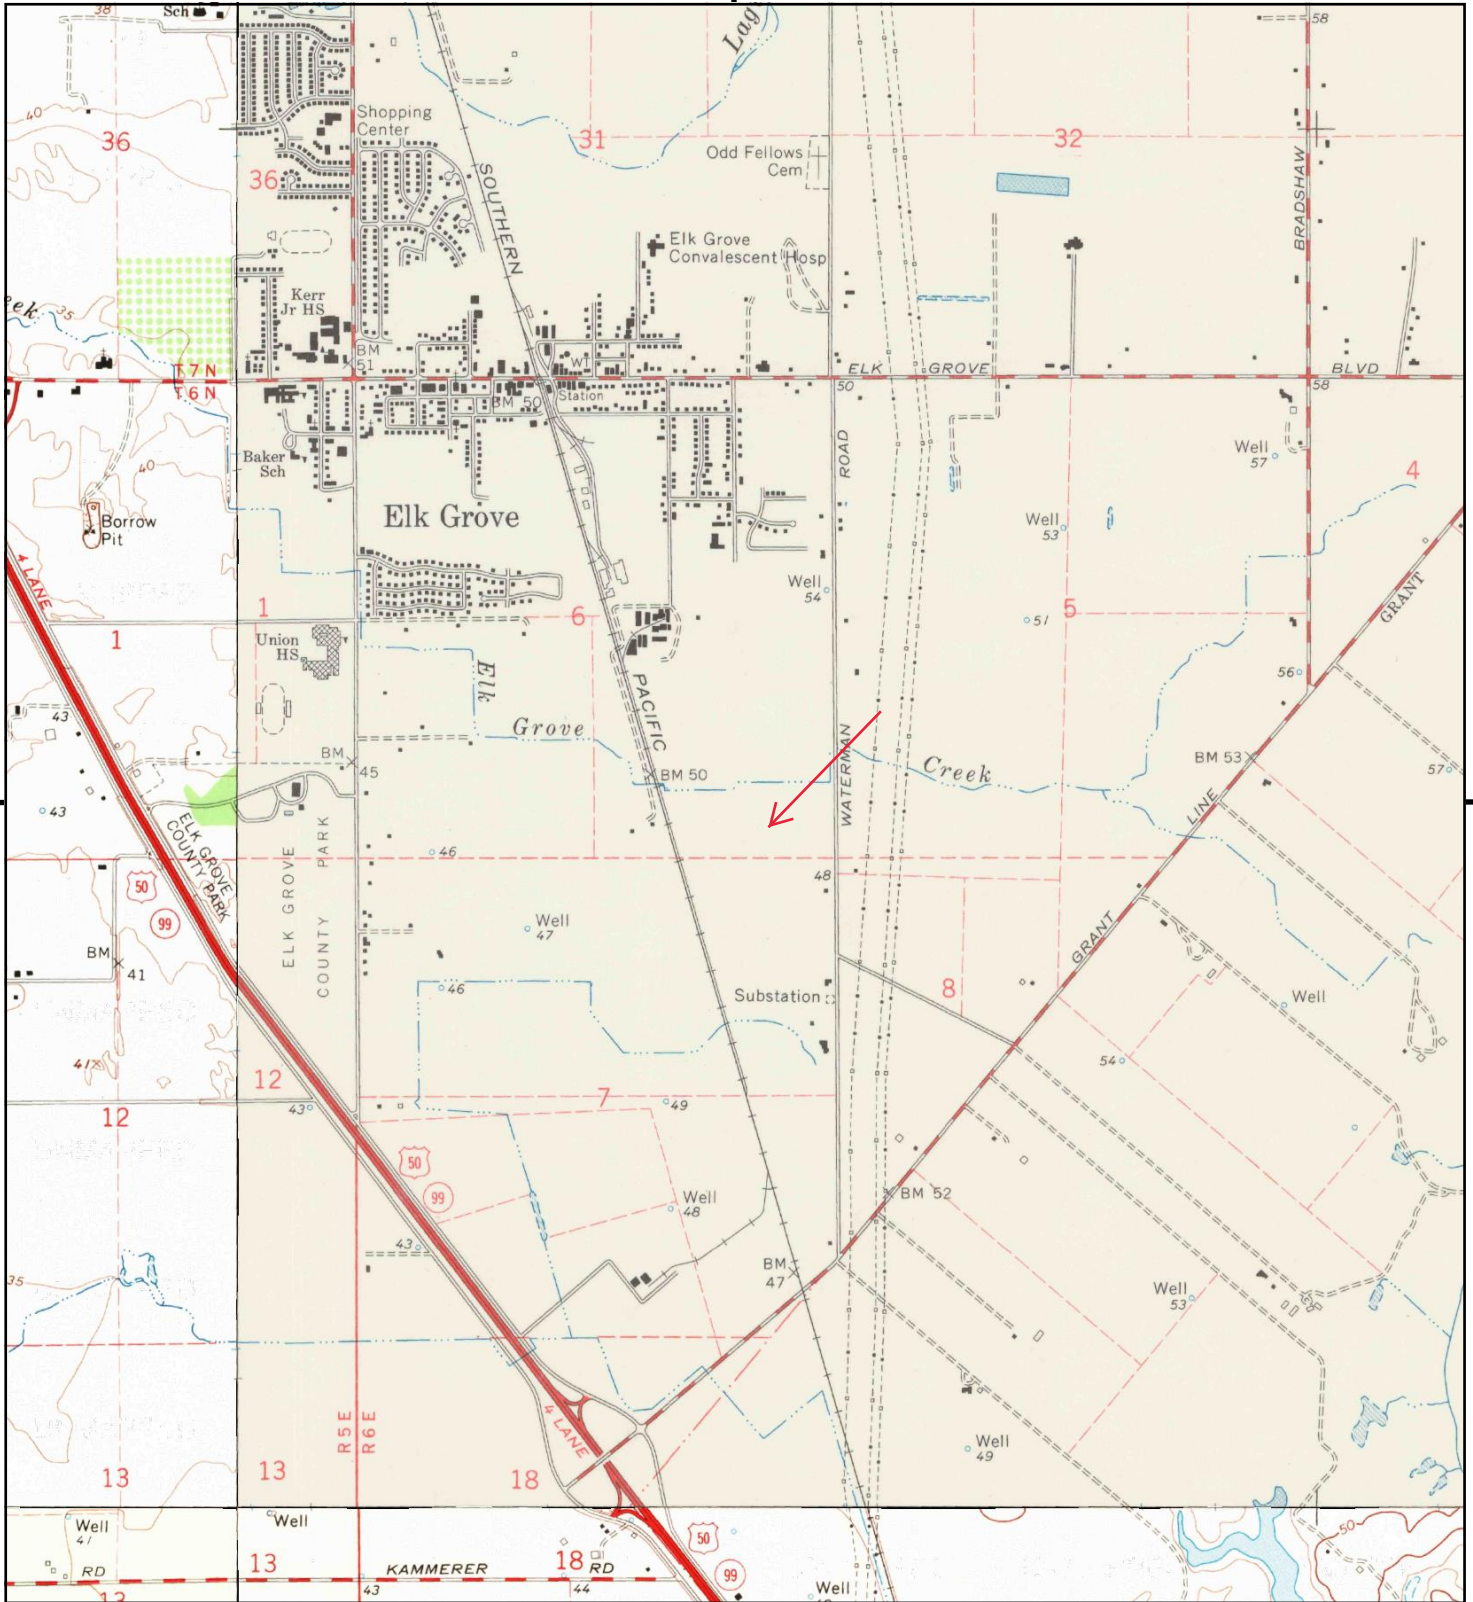 38
Sch
Lag
58
40
36
Shopping
Center
31
32
Odd Fellows
Cem
36
SOUTHERN
BRADSHAW
Elk Grove
Convalescent Hosp
Kerr
Jr HS
eek
35
BM
51
WT
T 7 N
T 6 N
ELK GROVE BLVD
50
58
BM 50
Station
Baker
Sch
40
ROAD
Well
57
4
Borrow
Pit
Elk Grove
Well
53
4 LANE
Well
54
GRANT
1
6
5
51
1
Union
HS
Elk
56
43
PACIFIC
Grove
WATERMAN
BM
45
BM 50
Creek
BM 53
57
43
ELK GROVE
COUNTY PARK
LINE
46
48
50
99
ELK GROVE
COUNTY PARK
Well
47
GRANT
BM
41
46
Substation
8
Well
41
54
12
12
43
7
49
50
99
Well
48
BM 52
43
BM
47
Well
53
35
R 5 E
R 6 E
4 LANE
Well
49
13
13
18
Well
41
Well
50
50
13
18
RD
KAMMERER RD
99
43
44
Well
13